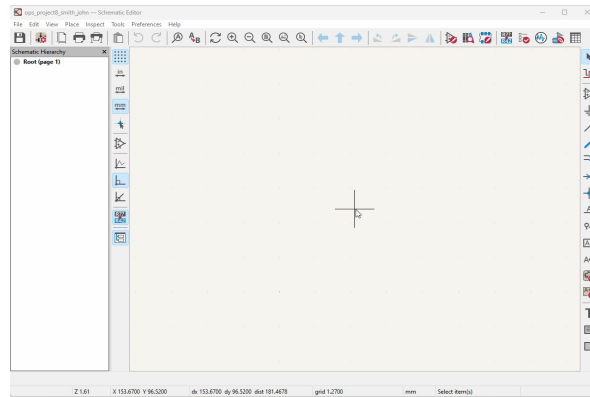 ops_project8_smith_john — Schematic Editor
File Edit View Place Inspect Tools Preferences Help
Schematic Hierarchy
Root (page 1)
in
mil
mm
Z 1.61 X 153.6700 Y 96.5200 dx 153.6700 dy 96.5200 dist 181.4678 grid 1.2700 mm Select item(s)